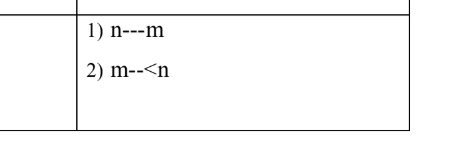 1) n---m
2) m--<n